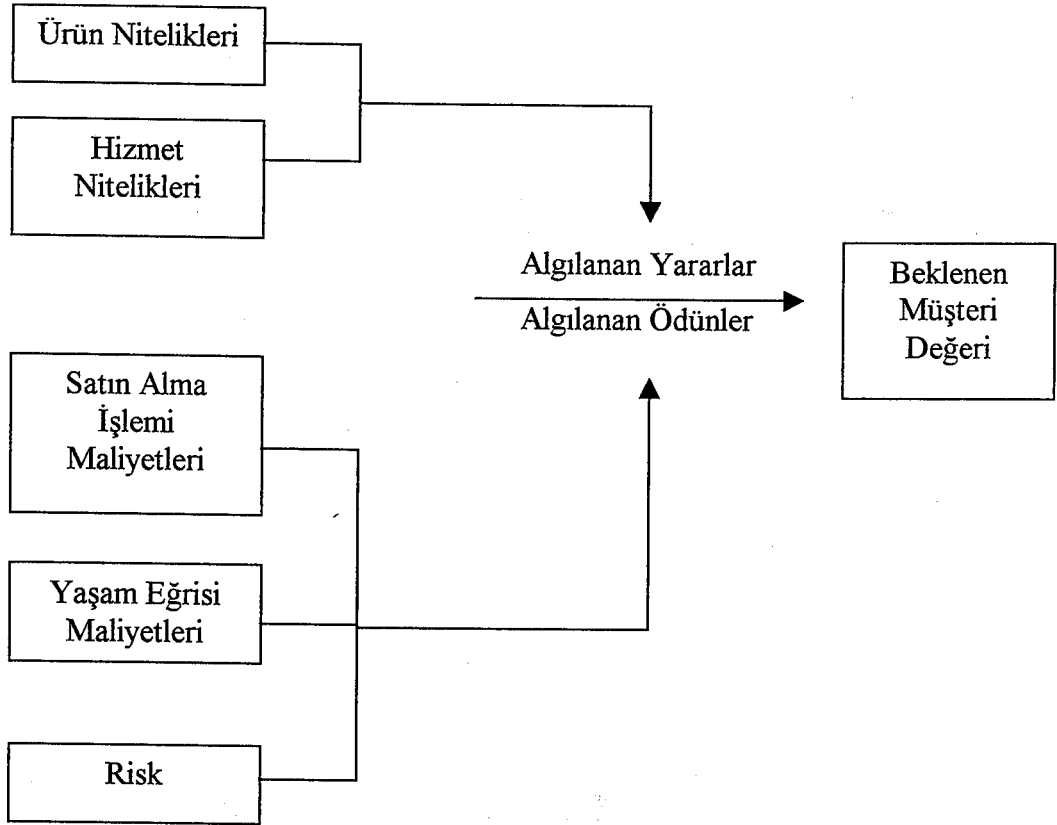 Ürün Nitelikleri
Hizmet
Nitelikleri
Algılanan Yararlar
Algılanan Ödünler
Beklenen
Müşteri
Değeri
Satın Alma
İşlemi
Maliyetleri
Yaşam Eğrisi
Maliyetleri
Risk